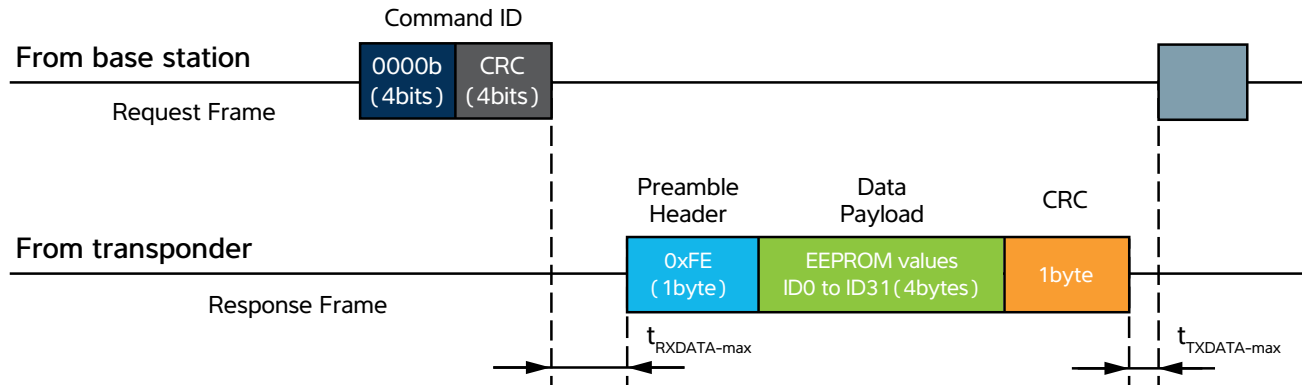 Command ID
From base station
0000b
(4bits)
CRC
(4bits)
Request Frame
Preamble
Header
Data
Payload
CRC
From transponder
0xFE
(1byte)
EEPROM values
ID0 to ID31(4bytes)
1byte
Response Frame
tRXDATA-max
tTXDATA-max